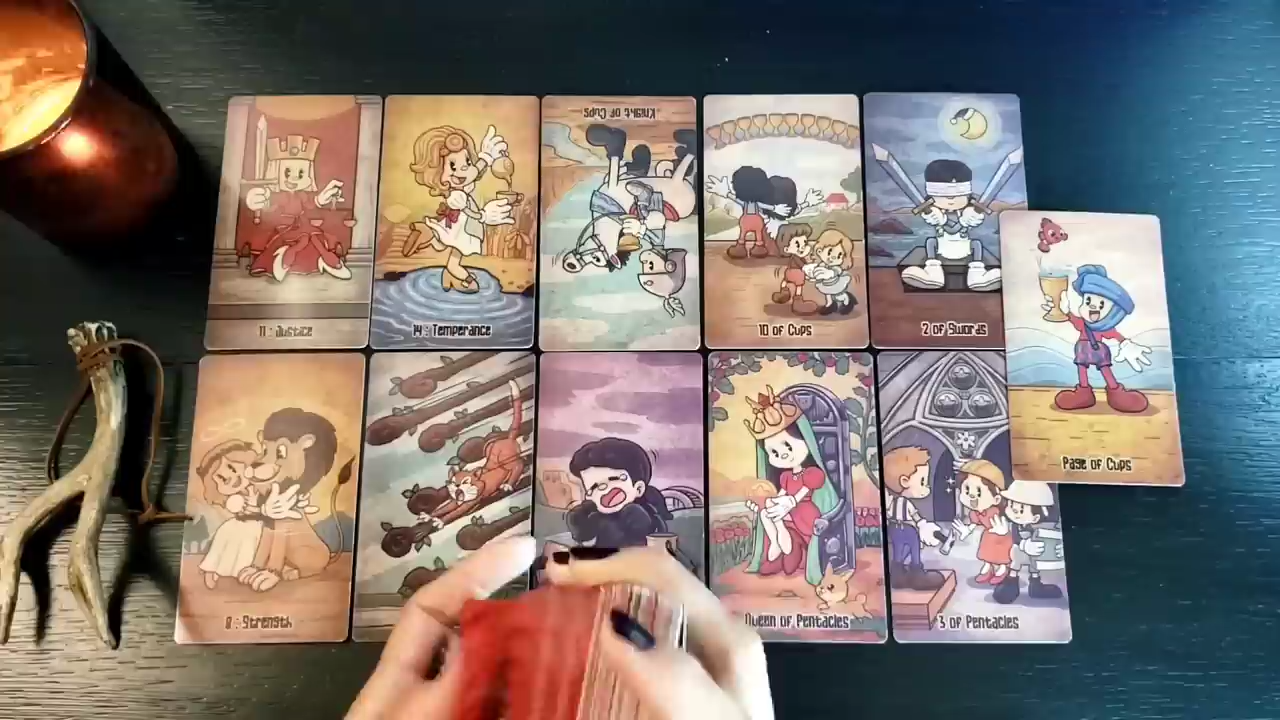 11 : Justice
14 : Temperance
Knight of Cups
10 of Cups
2 of Swords
Page of Cups
8 : Strength
Queen of Pentacles
3 of Pentacles